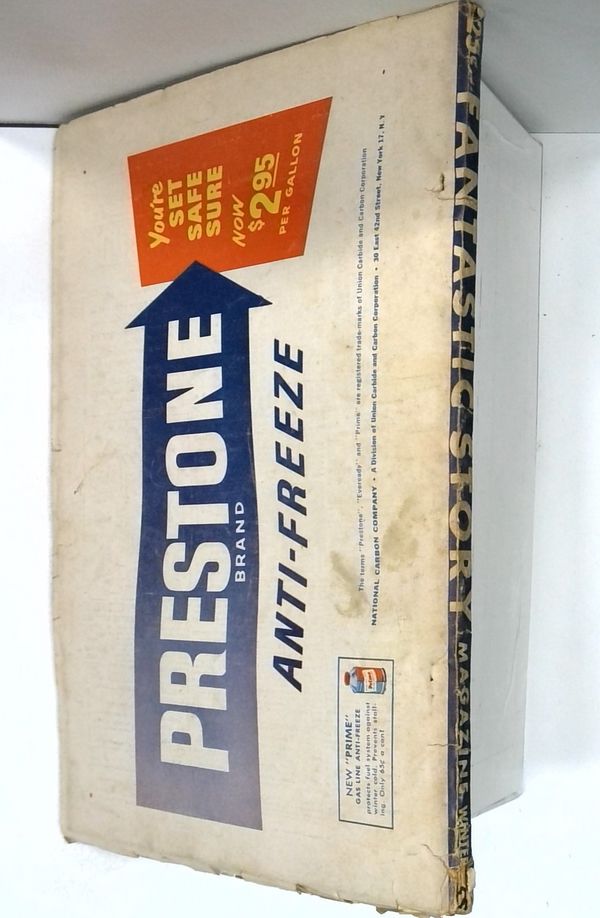 You're
SET
SAFE
SURE
NOW
$2.95
PER GALLON
PRESTONE
BRAND
ANTI-FREEZE
The terms "Prestone", "Eveready" and "Prime" are registered trade-marks of Union Carbide and Carbon Corporation
NATIONAL CARBON COMPANY • A Division of Union Carbide and Carbon Corporation • 30 East 42nd Street, New York 17, N.Y
NEW "PRIME"
GAS LINE ANTI-FREEZE
protects fuel system against
winter cold. Prevents stall-
ing. Only 65¢ a can!
25¢ FANTASTIC STORY MAGAZINE WINTER